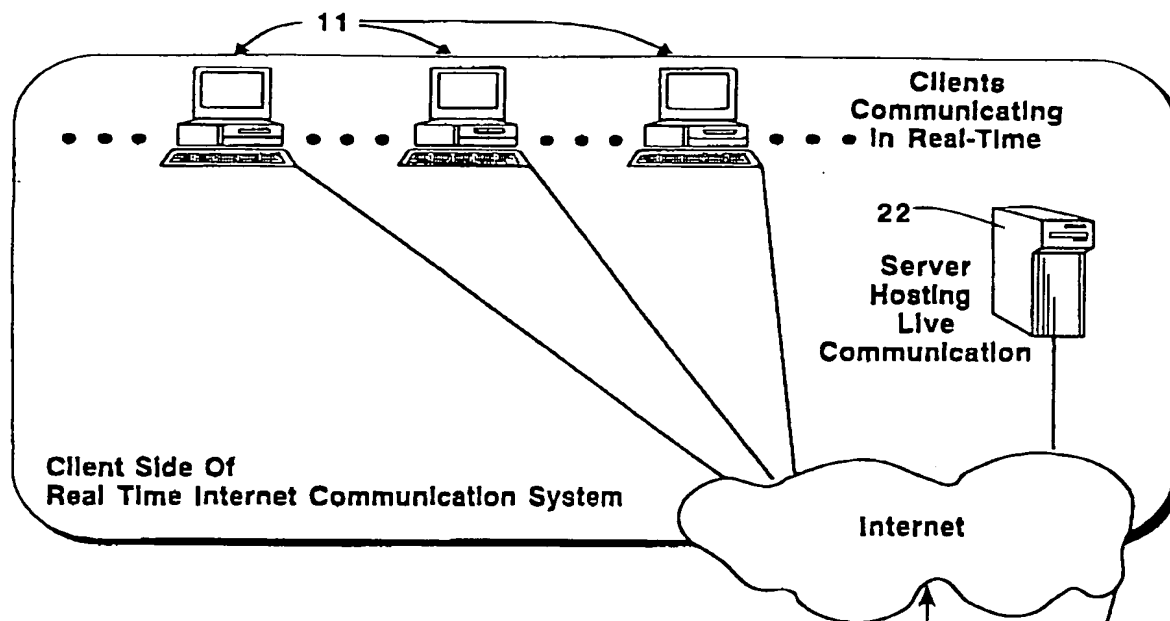 11
Clients
Communicating
In Real-Time
22
Server
Hosting
Live
Communication
Client Side Of
Real Time Internet Communication System
Internet